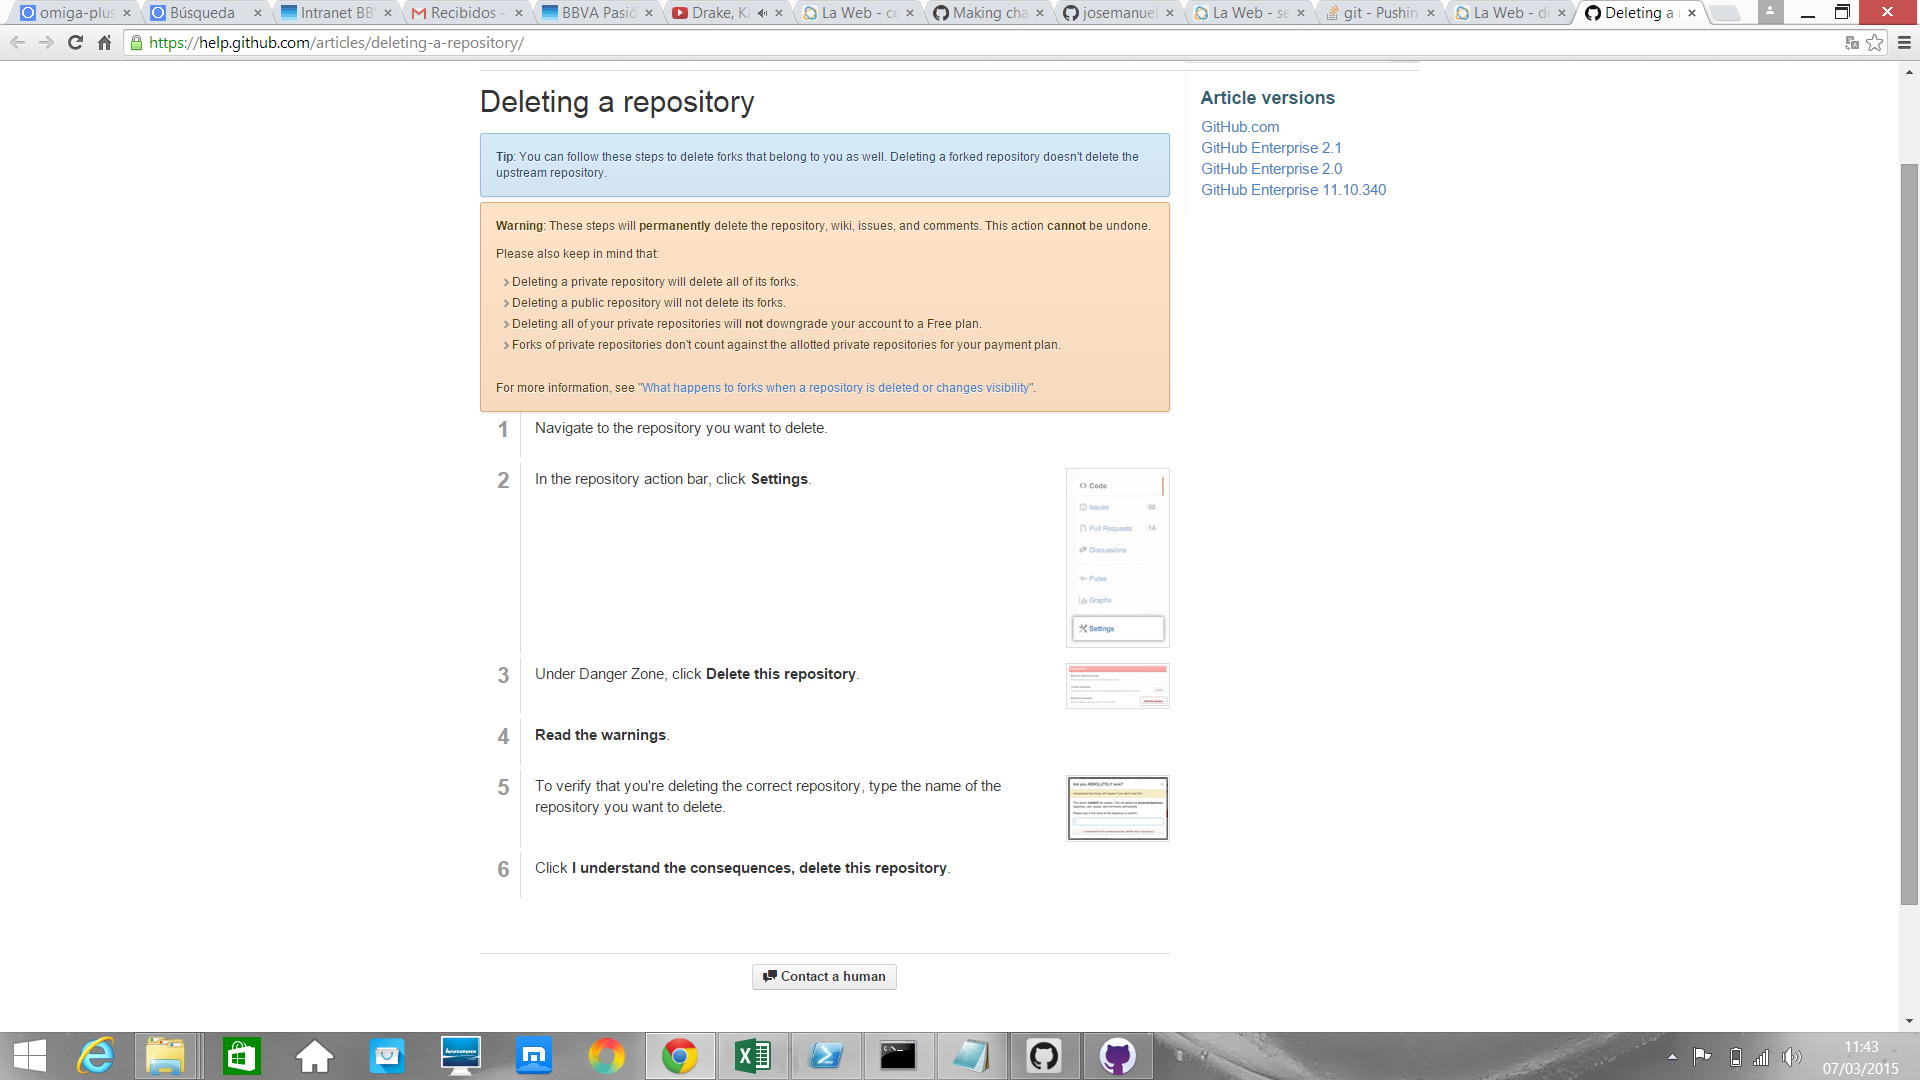 omiga-plus
Búsqueda
Intranet BB
Recibidos -
BBVA Pasió
Drake, Ka
La Web - co
Making cha
josemanuel
La Web - se
git - Pushin
La Web - de
Deleting a
https://help.github.com/articles/deleting-a-repository/
Deleting a repository
Tip: You can follow these steps to delete forks that belong to you as well. Deleting a forked repository doesn't delete the
upstream repository.
Warning: These steps will permanently delete the repository, wiki, issues, and comments. This action cannot be undone.
Please also keep in mind that:
Deleting a private repository will delete all of its forks.
Deleting a public repository will not delete its forks.
Deleting all of your private repositories will not downgrade your account to a Free plan.
Forks of private repositories don't count against the allotted private repositories for your payment plan.
For more information, see "What happens to forks when a repository is deleted or changes visibility".
1 Navigate to the repository you want to delete.
2 In the repository action bar, click Settings.
Code
Issues 52
Pull Requests 14
Discussions
Pulse
Graphs
Settings
3 Under Danger Zone, click Delete this repository.
4 Read the warnings.
5 To verify that you're deleting the correct repository, type the name of the
repository you want to delete.
Are you ABSOLUTELY sure?
6 Click I understand the consequences, delete this repository.
Contact a human
Article versions
GitHub.com
GitHub Enterprise 2.1
GitHub Enterprise 2.0
GitHub Enterprise 11.10.340
lenovo
11:43
07/03/2015